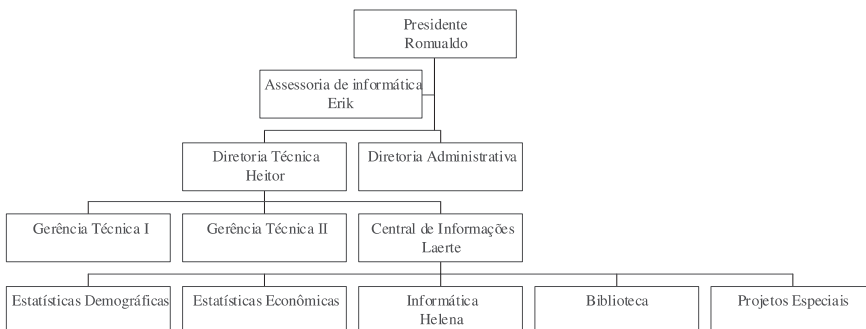 Presidente
Romualdo
Assessoria de informática
Erik
Diretoria Técnica
Heitor
Diretoria Administrativa
Gerência Técnica I
Gerência Técnica II
Central de Informações
Laerte
Estatísticas Demográficas
Estatísticas Econômicas
Informática
Helena
Biblioteca
Projetos Especiais